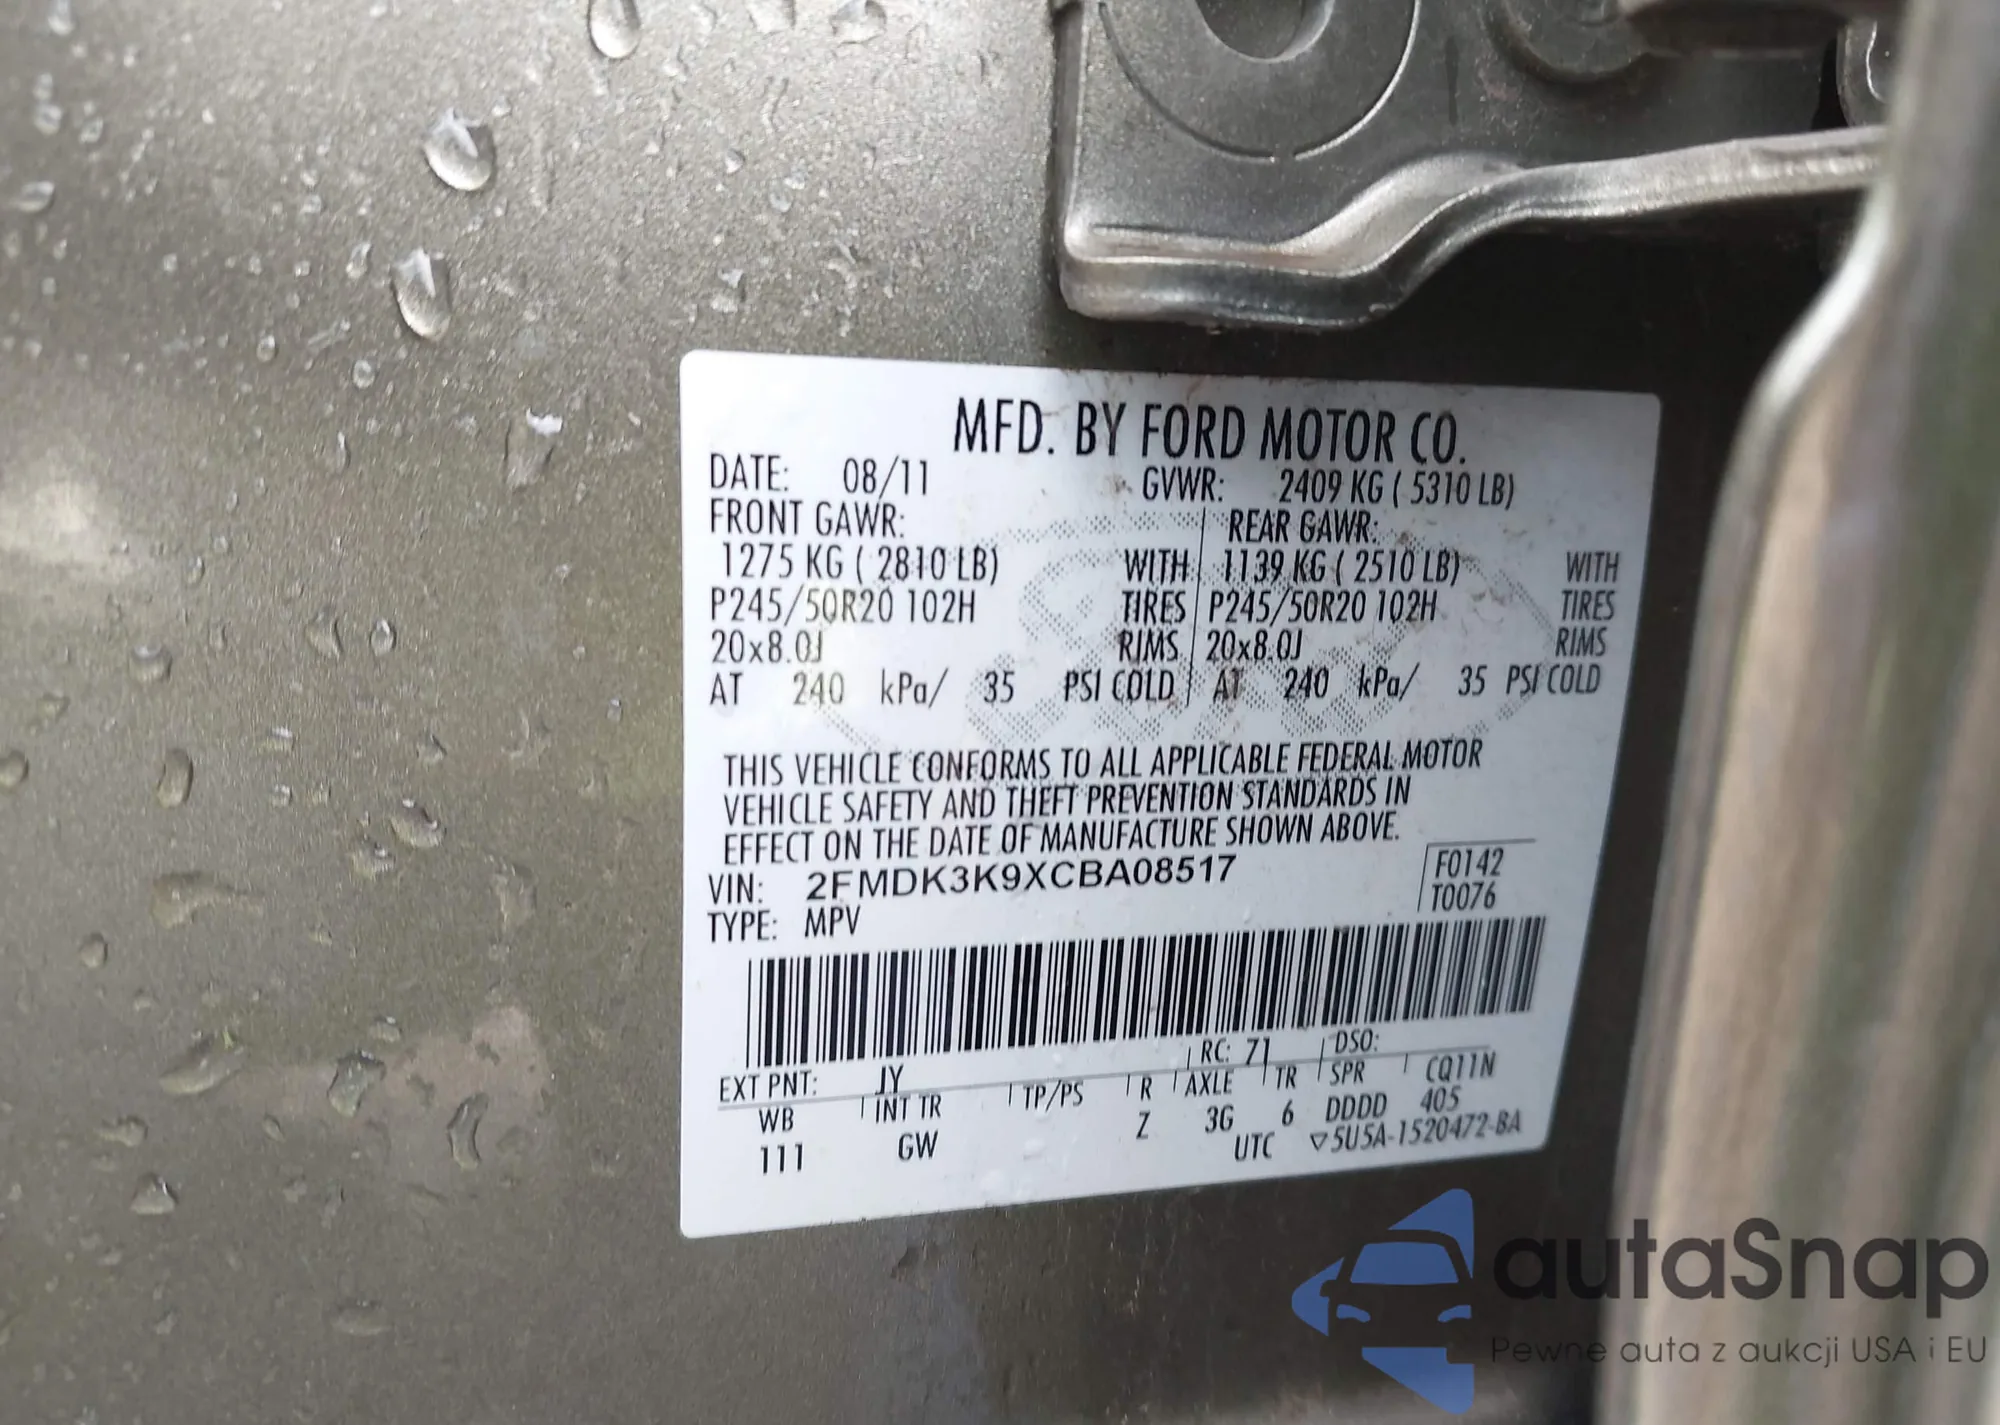 MFD. BY FORD MOTOR CO.
DATE: 08/11 GVWR: 2409 KG ( 5310 LB)
FRONT GAWR: REAR GAWR:
1275 KG ( 2810 LB) WITH 1139 KG ( 2510 LB) WITH
P245/50R20 102H TIRES P245/50R20 102H TIRES
20x8.0J RIMS 20x8.0J RIMS
AT 240 kPa/ 35 PSI COLD AT 240 kPa/ 35 PSI COLD
THIS VEHICLE CONFORMS TO ALL APPLICABLE FEDERAL MOTOR
VEHICLE SAFETY AND THEFT PREVENTION STANDARDS IN
EFFECT ON THE DATE OF MANUFACTURE SHOWN ABOVE.
VIN: 2FMDK3K9XCBA08517 F0142
TYPE: MPV T0076
EXT PNT: JY RC: 71 DSO:
WB INT TR TP/PS R AXLE TR SPR CQ11N
111 GW Z 3G 6 DDDD 405
UTC ▽5U5A-1520472-BA
autaSnap
Pewne auta z aukcji USA i EU